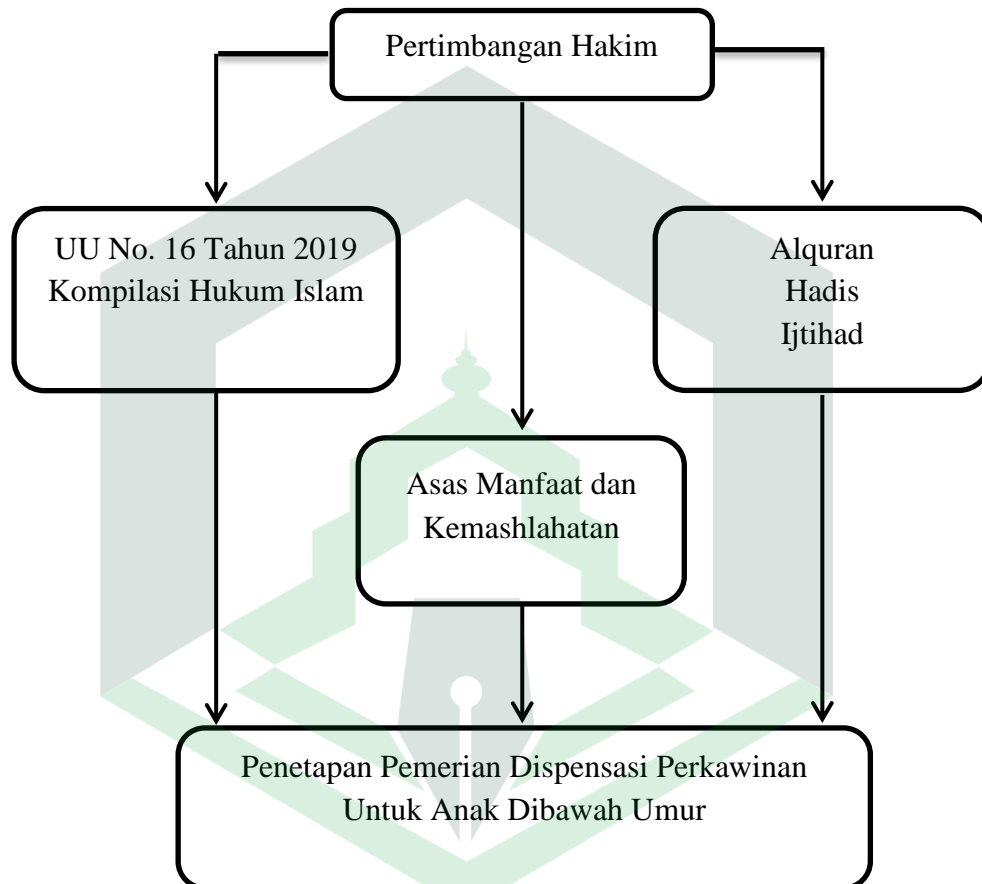 Pertimbangan Hakim
UU No. 16 Tahun 2019
Kompilasi Hukum Islam
Alquran
Hadis
Ijtihad
Asas Manfaat dan
Kemashlahatan
Penetapan Pemerian Dispensasi Perkawinan
Untuk Anak Dibawah Umur